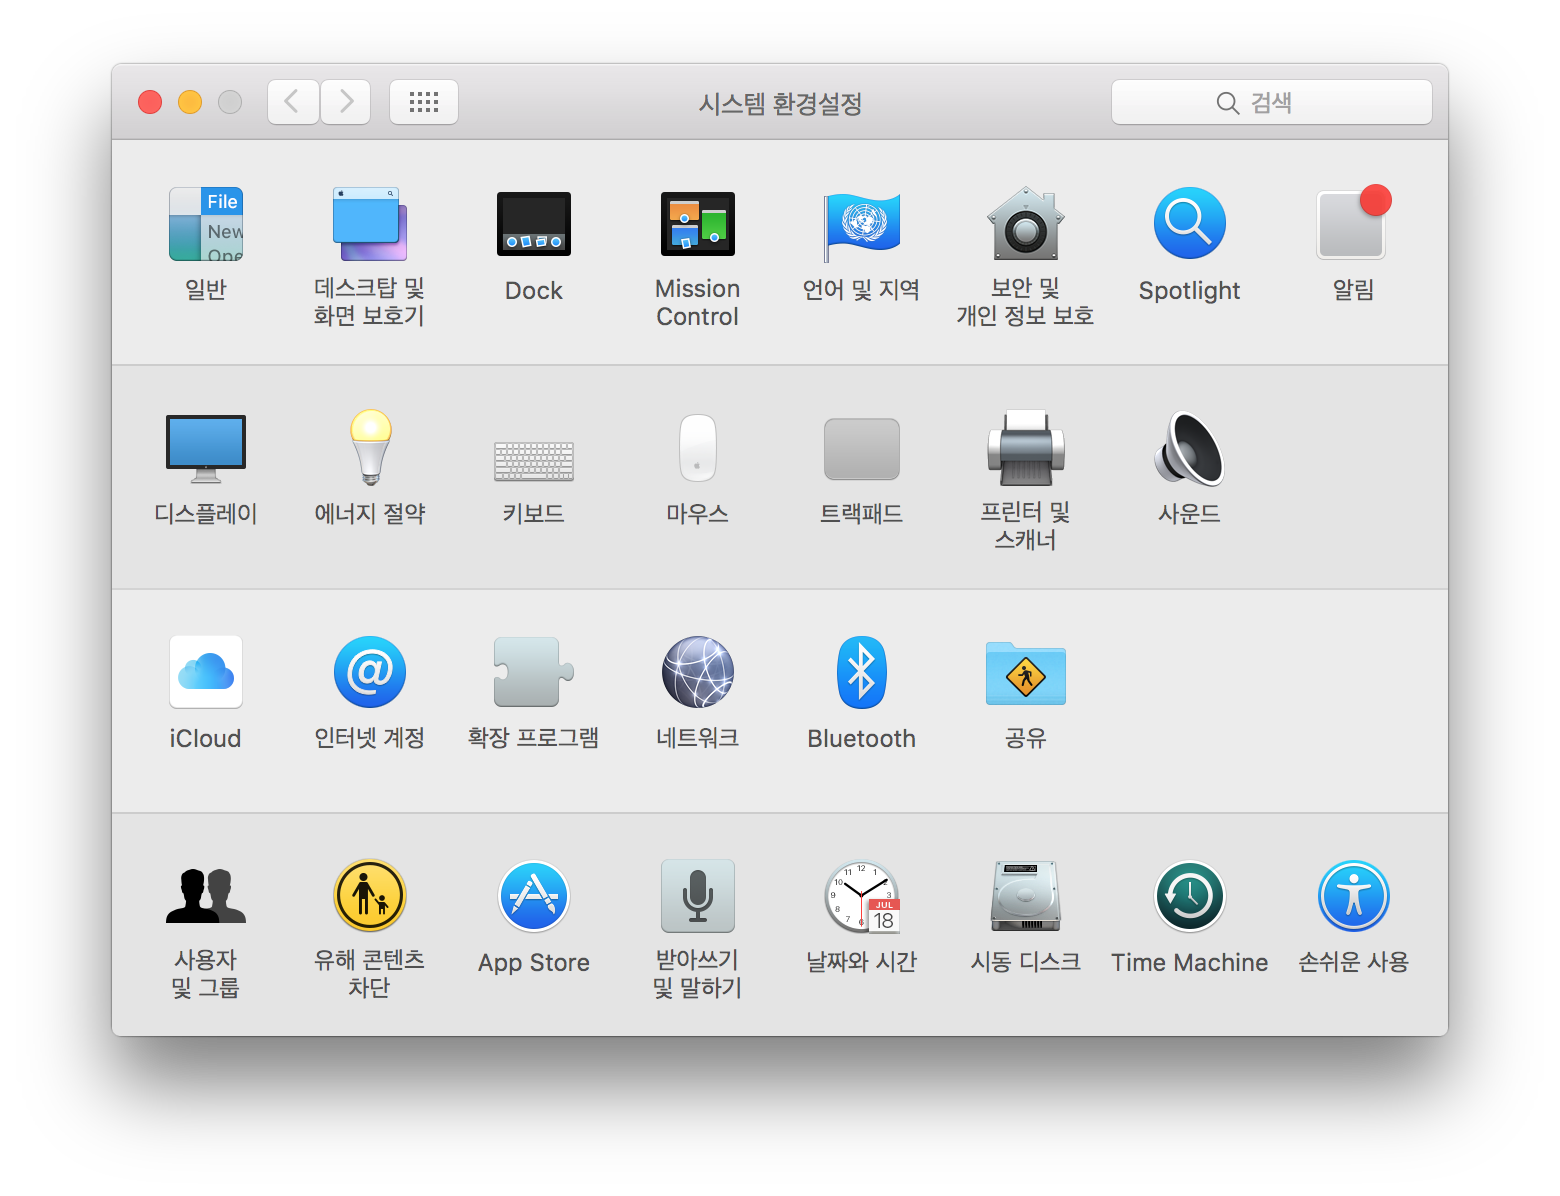 시스템 환경설정
검색
File
New
Ope
일반
데스크탑 및
화면 보호기
Dock
Mission
Control
언어 및 지역
보안 및
개인 정보 보호
Spotlight
알림
디스플레이
에너지 절약
키보드
마우스
트랙패드
프린터 및
스캐너
사운드
iCloud
@
인터넷 계정
확장 프로그램
네트워크
Bluetooth
공유
사용자
및 그룹
유해 콘텐츠
차단
App Store
받아쓰기
및 말하기
JUL
18
날짜와 시간
시동 디스크
Time Machine
손쉬운 사용